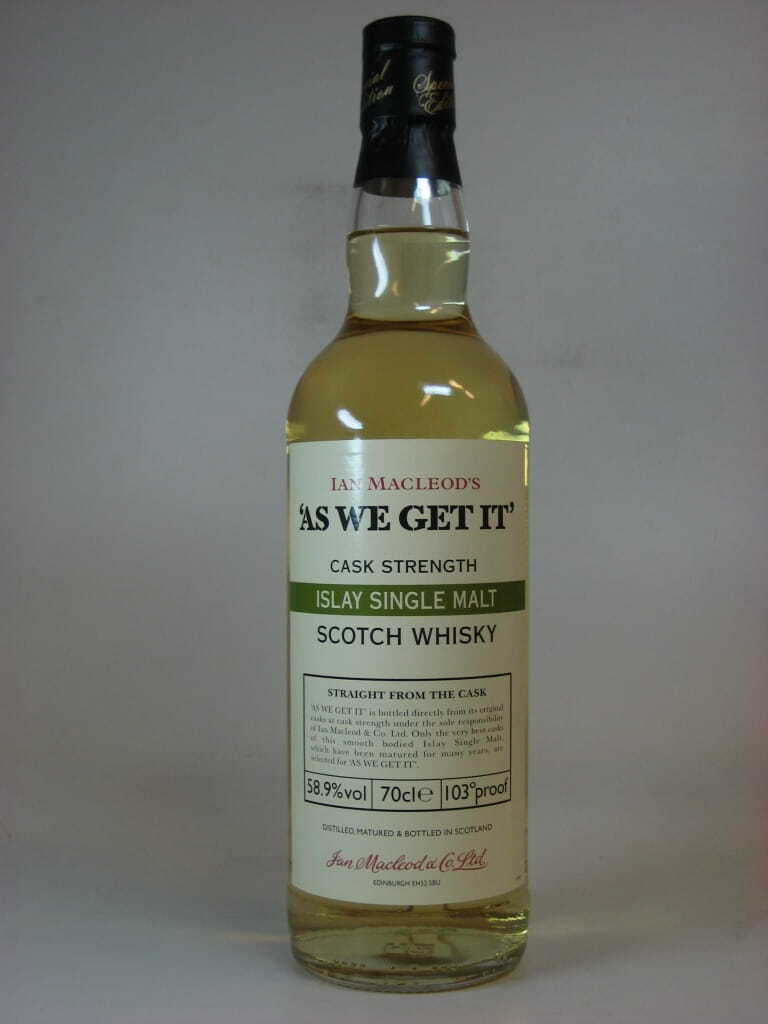 Special
Edition
IAN MACLEOD'S
'AS WE GET IT'
CASK STRENGTH
ISLAY SINGLE MALT
SCOTCH WHISKY
STRAIGHT FROM THE CASK
'AS WE GET IT' is bottled directly from its original
casks at cask strength under the sole responsibility
of Ian Macleod & Co. Ltd. Only the very best casks
of this smooth bodied Islay Single Malt,
which have been matured for many years, are
selected for 'AS WE GET IT'.
58.9%vol 70cl℮ 103°proof
DISTILLED, MATURED & BOTTLED IN SCOTLAND
Ian Macleod & Co. Ltd.
EDINBURGH EH52 5BU